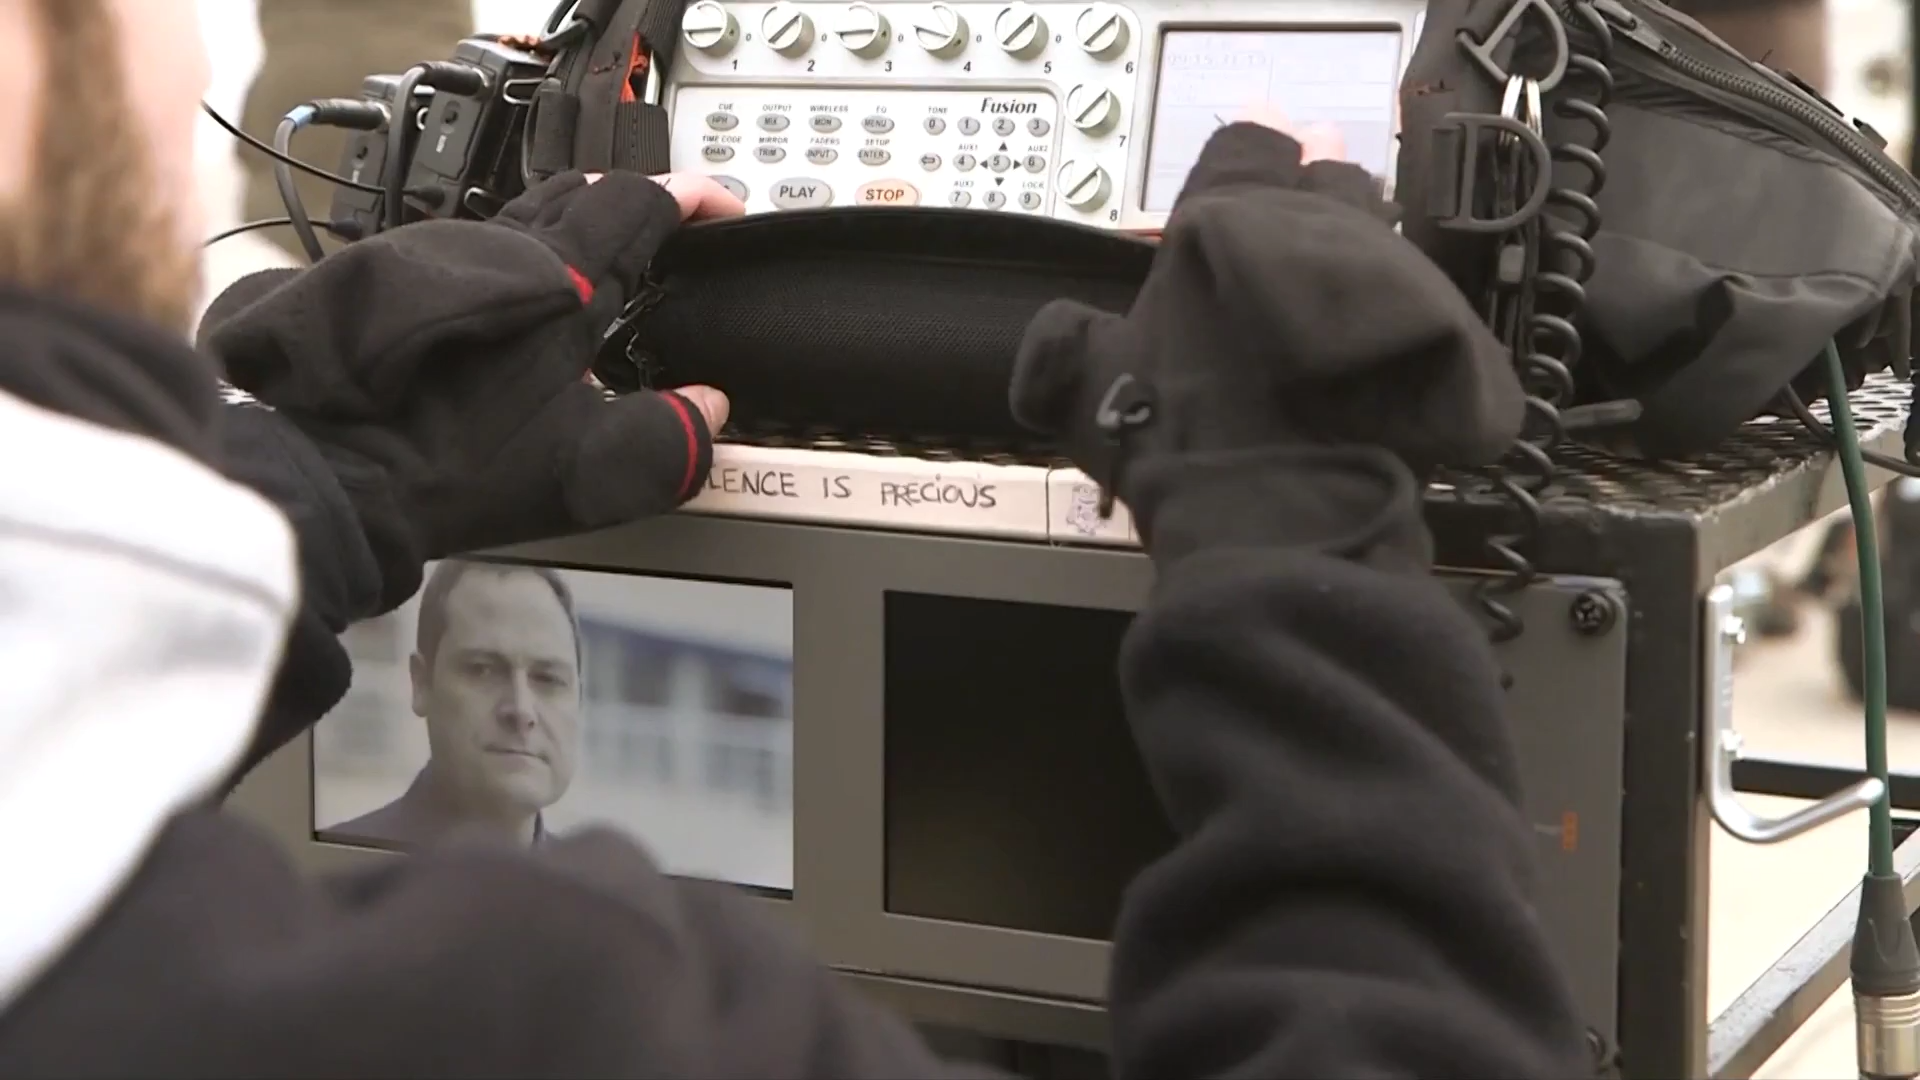 1 2 3 4 5 6
Fusion
CUE OUTPUT WIRELESS EQ TONE
HPH MIX MON MENU 0 1 2 3
TIME CODE MIRROR FADERS SETUP AUX1 AUX2
CHAN TRIM INPUT ENTER 4 5 6
7
AUX3 LOCK
PLAY STOP 7 8 9
8
LENCE IS PRECIOUS